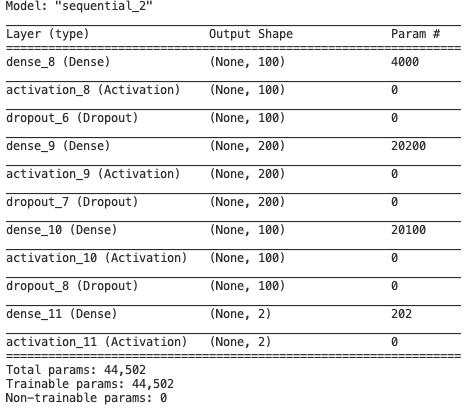 Model: "sequential_2"
Layer (type) Output Shape Param #
dense_8 (Dense) (None, 100) 4000
activation_8 (Activation) (None, 100) 0
dropout_6 (Dropout) (None, 100) 0
dense_9 (Dense) (None, 200) 20200
activation_9 (Activation) (None, 200) 0
dropout_7 (Dropout) (None, 200) 0
dense_10 (Dense) (None, 100) 20100
activation_10 (Activation) (None, 100) 0
dropout_8 (Dropout) (None, 100) 0
dense_11 (Dense) (None, 2) 202
activation_11 (Activation) (None, 2) 0
Total params: 44,502
Trainable params: 44,502
Non-trainable params: 0